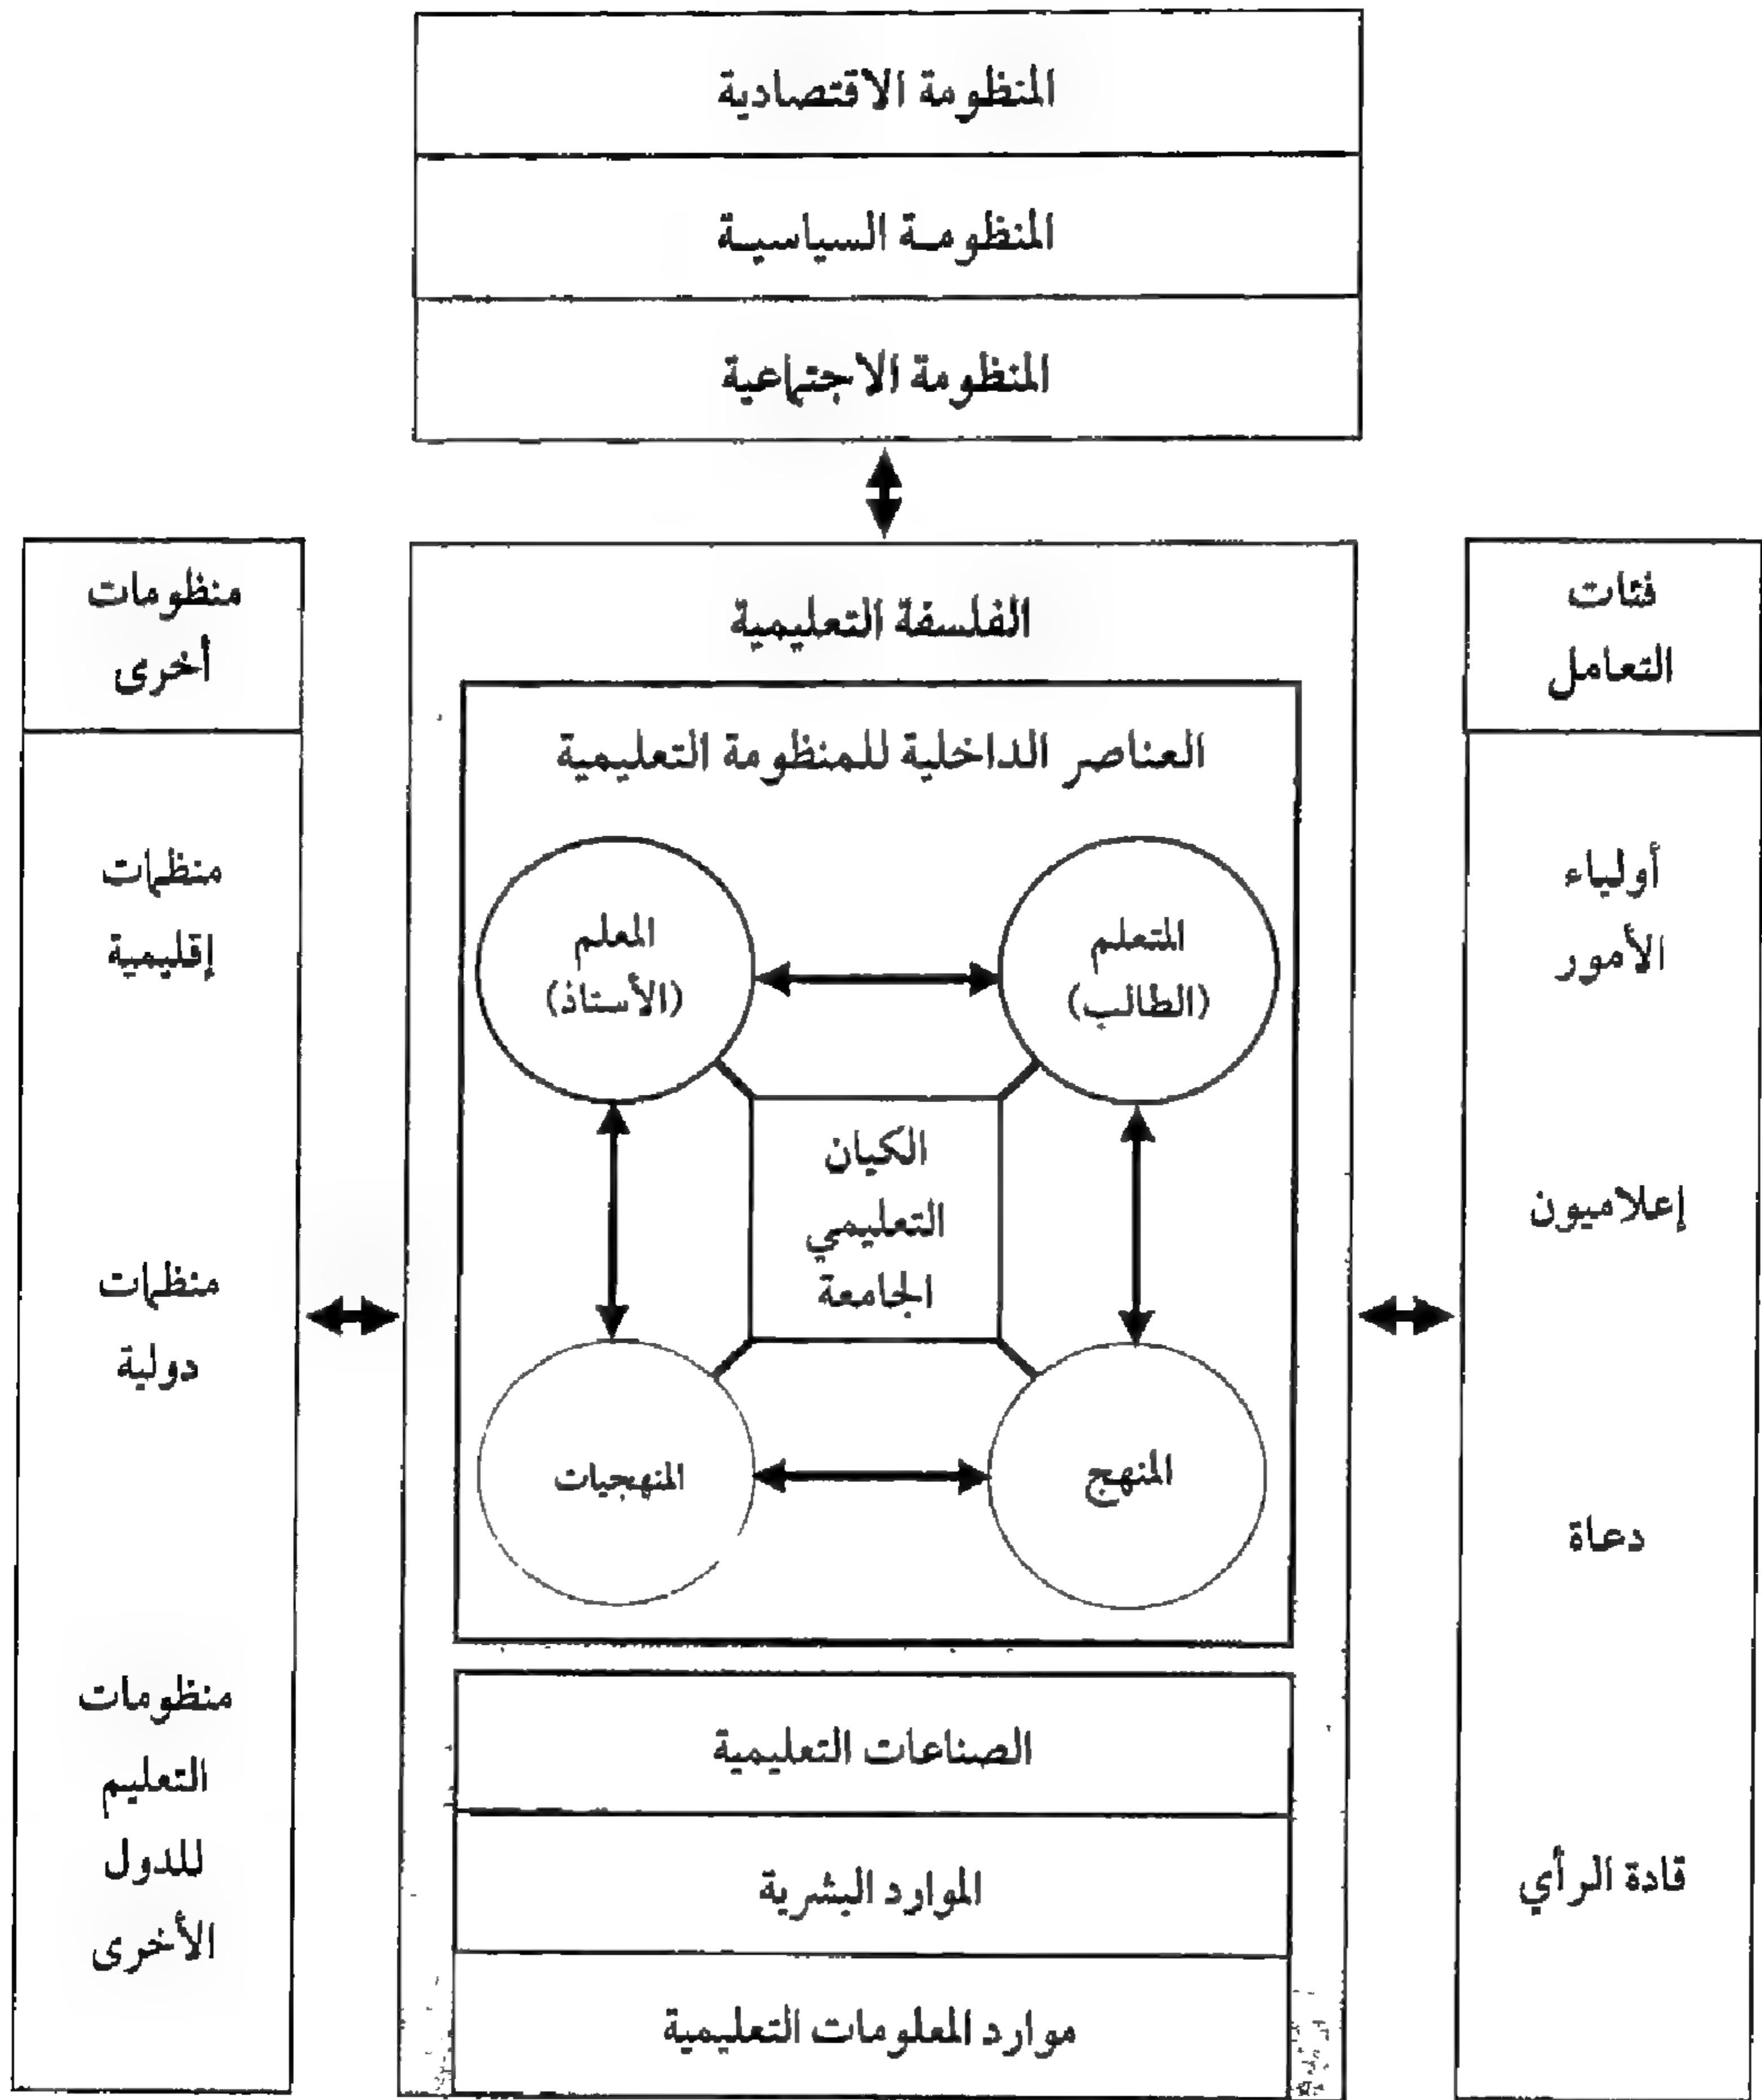 المنظومة الاقتصادية
المنظومة السياسية
المنظومة الاجتماعية
فئات
التعامل
أولياء
الأمور
إعلاميون
دعاة
قادة الرأي
الفلسفة التعليمية
العناصر الداخلية للمنظومة التعليمية
المتعلم
(الطالب)
المعلم
(الأستاذ)
الكيان
التعليمي
الجامعة
المنهج
المنهجيات
الصناعات التعليمية
الموارد البشرية
موارد المعلومات التعليمية
منظومات
أخرى
منظمات
إقليمية
منظمات
دولية
منظومات
التعليم
للدول
الأخرى